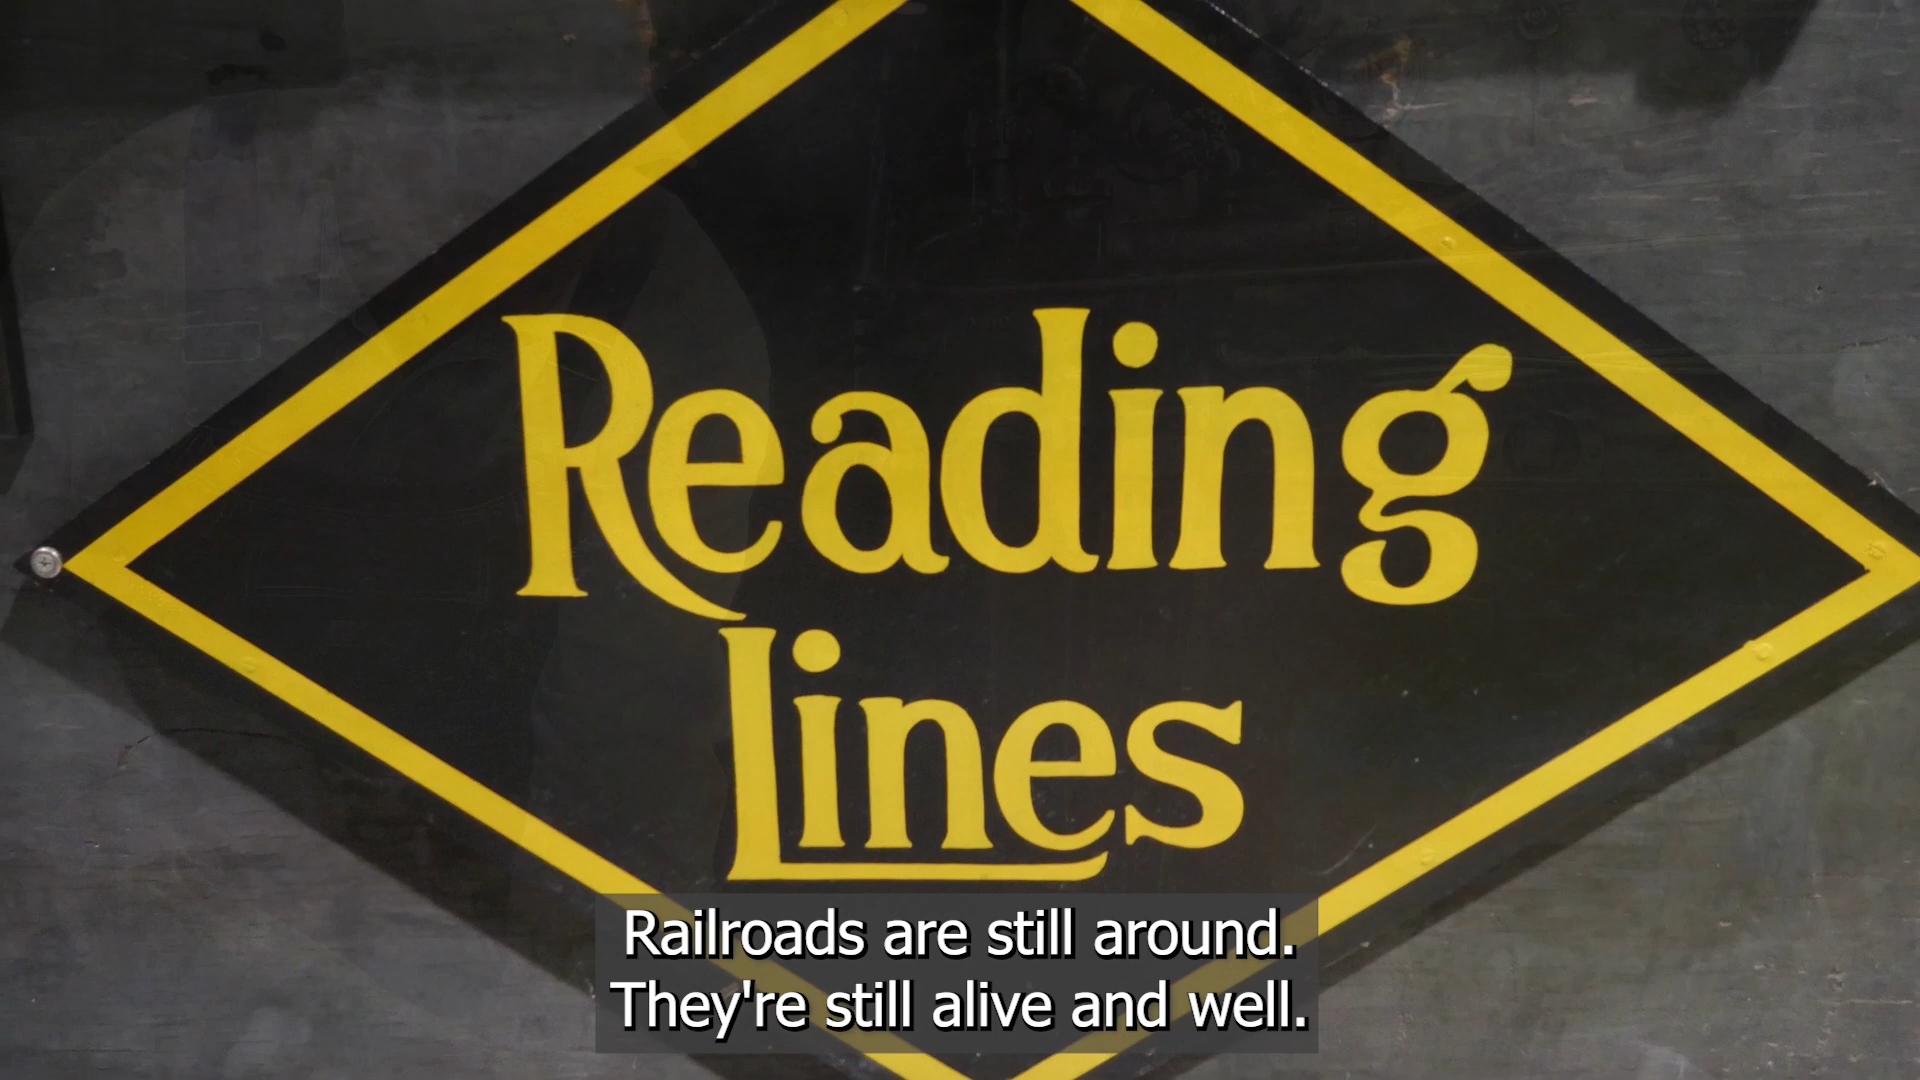 Reading
Lines
Railroads are still around.
They're still alive and well.